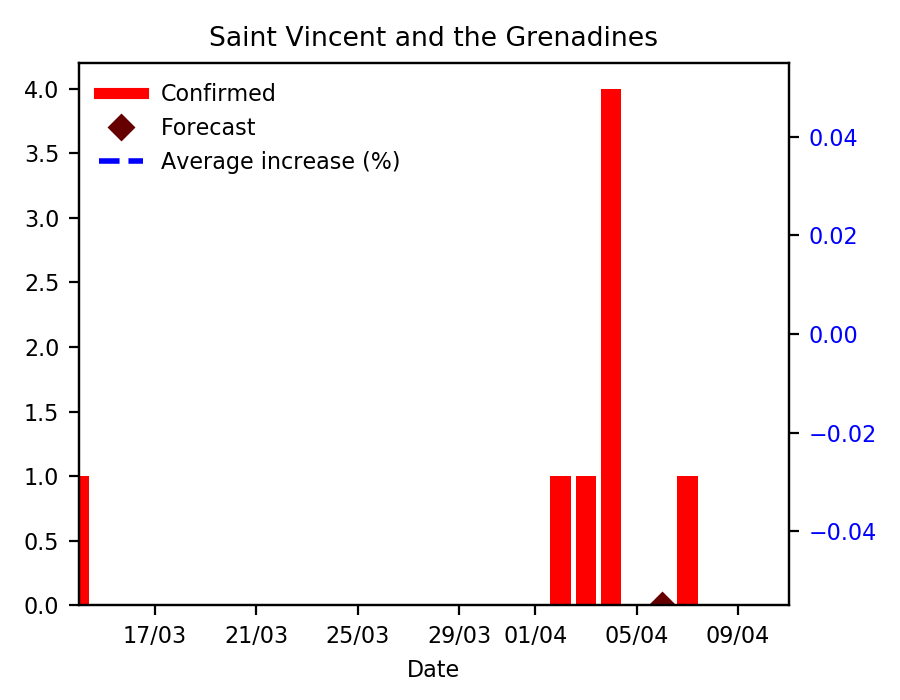 Saint Vincent and the Grenadines
4.0
3.5
3.0
2.5
2.0
1.5
1.0
0.5
0.0
Confirmed
Forecast
Average increase (%)
0.04
0.02
0.00
−0.02
−0.04
17/03 21/03 25/03 29/03 01/04 05/04 09/04
Date